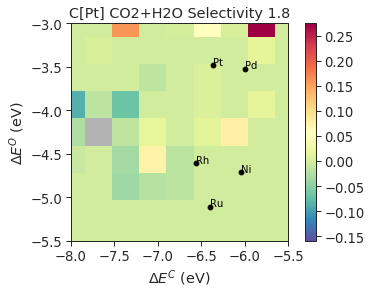 C[Pt] CO2+H2O Selectivity 1.8
−3.0
−3.5
−4.0
−4.5
−5.0
−5.5
ΔE^O (eV)
Pt
Pd
Rh
Ni
Ru
−8.0 −7.5 −7.0 −6.5 −6.0 −5.5
ΔE^C (eV)
0.25
0.20
0.15
0.10
0.05
0.00
−0.05
−0.10
−0.15